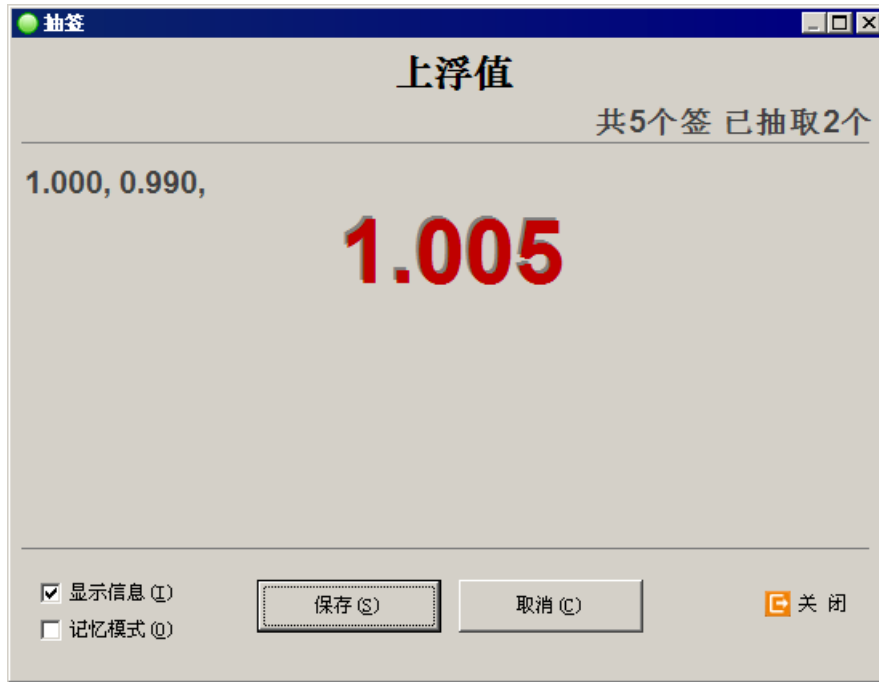 抽签
上浮值
共5个签 已抽取2个
1.000, 0.990,
1.005
显示信息(I)
记忆模式(O)
保存(S)
取消(C)
关 闭